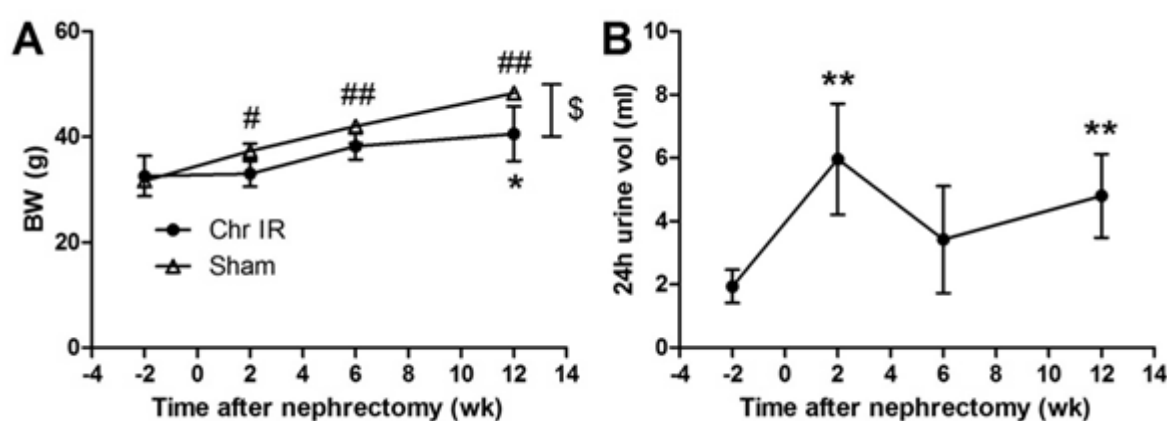 A
B
60
40
20
0
BW (g)
#
##
##
$
*
Chr IR
Sham
-4 -2 0 2 4 6 8 10 12 14
Time after nephrectomy (wk)
10
8
6
4
2
0
24h urine vol (ml)
**
**
-4 -2 0 2 4 6 8 10 12 14
Time after nephrectomy (wk)